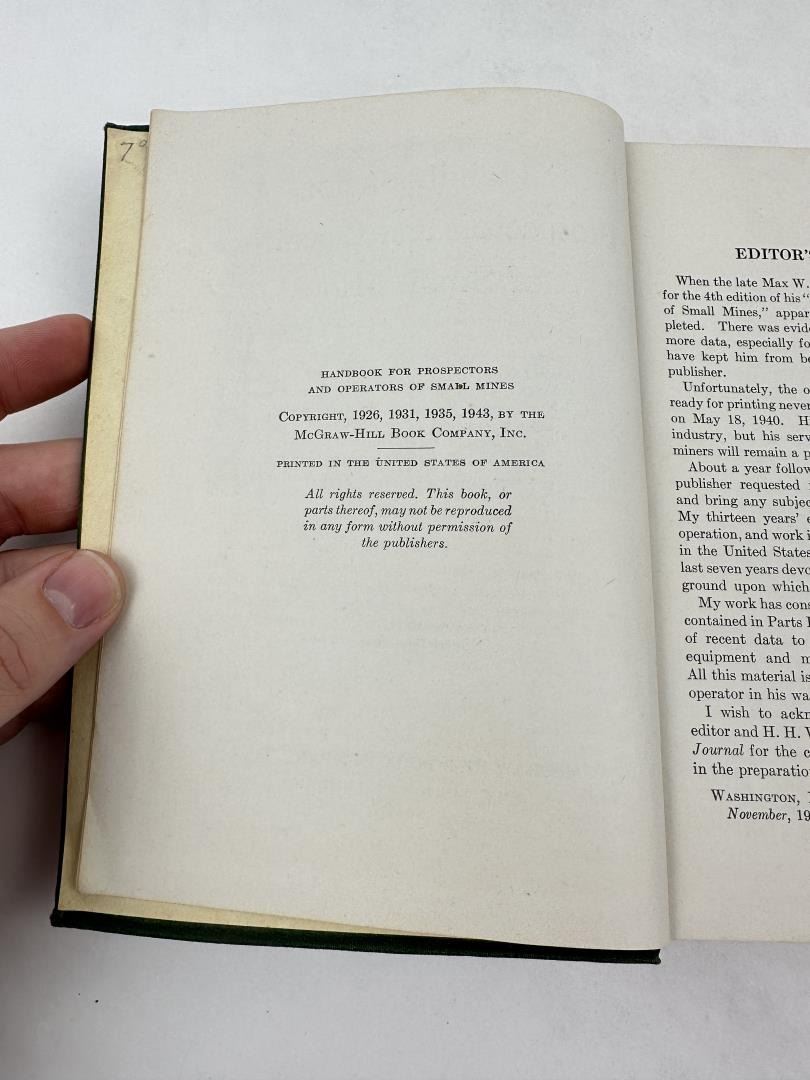 7⁰
HANDBOOK FOR PROSPECTORS
AND OPERATORS OF SMALL MINES
COPYRIGHT, 1926, 1931, 1935, 1943, BY THE
MCGRAW-HILL BOOK COMPANY, INC.
PRINTED IN THE UNITED STATES OF AMERICA
All rights reserved. This book, or
parts thereof, may not be reproduced
in any form without permission of
the publishers.
EDITOR'
When the late Max W.
for the 4th edition of his "
of Small Mines," appar
pleted. There was evid
more data, especially fo
have kept him from be
publisher.
Unfortunately, the o
ready for printing never
on May 18, 1940. H
industry, but his serv
miners will remain a p
About a year follow
publisher requested
and bring any subjec
My thirteen years' e
operation, and work i
in the United States
last seven years devo
ground upon which
My work has cons
contained in Parts
of recent data to
equipment and m
All this material is
operator in his wa
I wish to ackn
editor and H. H. W
Journal for the c
in the preparatio
WASHINGTON,
November, 19